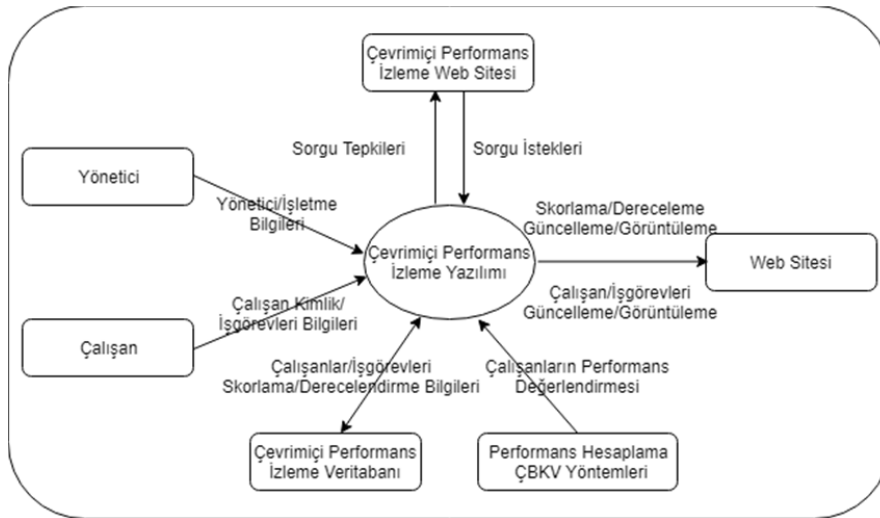 Çevrimiçi Performans
İzleme Web Sitesi
Sorgu Tepkileri
Sorgu İstekleri
Yönetici
Yönetici/İşletme
Bilgileri
Skorlama/Dereceleme
Güncelleme/Görüntüleme
Çevrimiçi Performans
İzleme Yazılımı
Web Sitesi
Çalışan Kimlik/
İşgörevleri Bilgileri
Çalışan/İşgörevleri
Güncelleme/Görüntüleme
Çalışan
Çalışanlar/İşgörevleri
Skorlama/Derecelendirme Bilgileri
Çalışanların Performans
Değerlendirmesi
Çevrimiçi Performans
İzleme Veritabanı
Performans Hesaplama
ÇBKV Yöntemleri